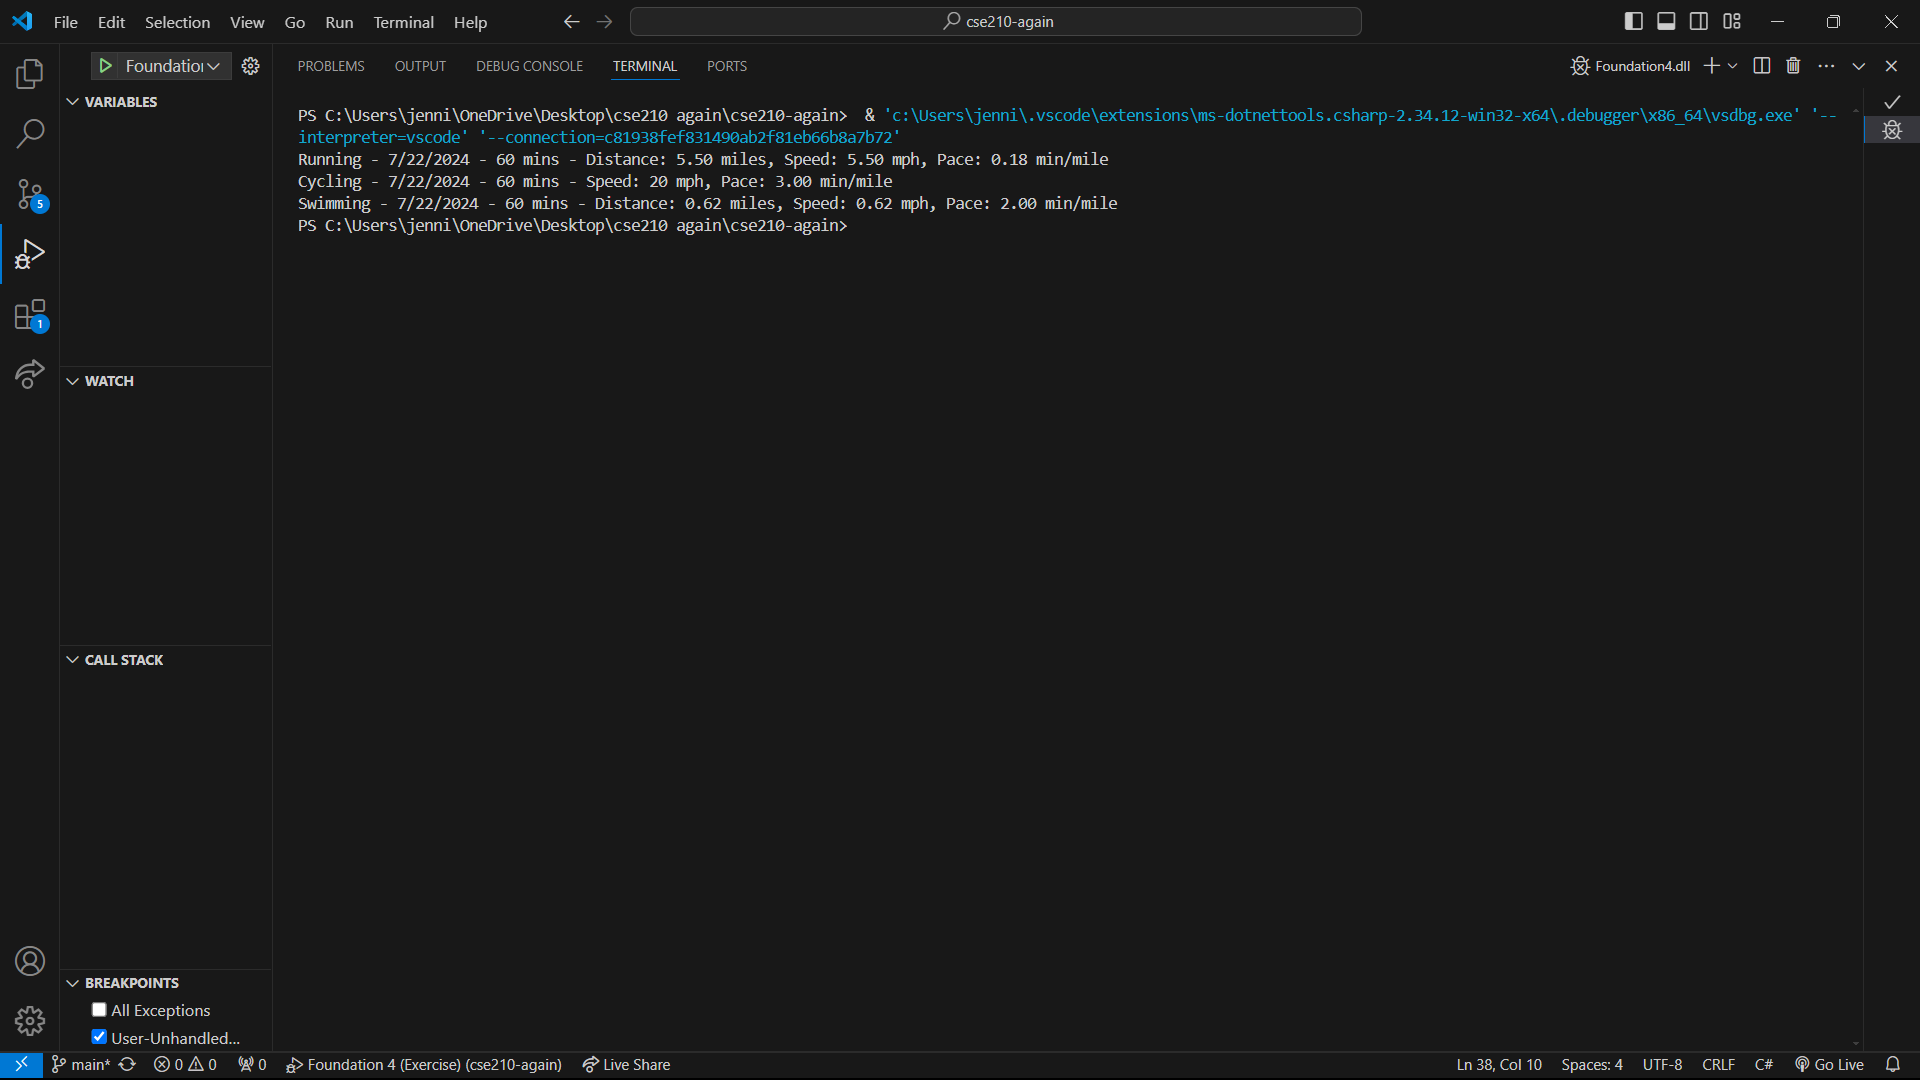 File Edit Selection View Go Run Terminal Help
cse210-again
PROBLEMS OUTPUT DEBUG CONSOLE TERMINAL PORTS
Foundation4.dll
VARIABLES
PS C:\Users\jenni\OneDrive\Desktop\cse210 again\cse210-again>  & 'c:\Users\jenni\.vscode\extensions\ms-dotnettools.csharp-2.34.12-win32-x64\.debugger\x86_64\vsdbg.exe' '--
interpreter=vscode' '--connection=c81938fef831490ab2f81eb66b8a7b72'
Running - 7/22/2024 - 60 mins - Distance: 5.50 miles, Speed: 5.50 mph, Pace: 0.18 min/mile
Cycling - 7/22/2024 - 60 mins - Speed: 20 mph, Pace: 3.00 min/mile
Swimming - 7/22/2024 - 60 mins - Distance: 0.62 miles, Speed: 0.62 mph, Pace: 2.00 min/mile
PS C:\Users\jenni\OneDrive\Desktop\cse210 again\cse210-again>
5
1
WATCH
CALL STACK
BREAKPOINTS
All Exceptions
User-Unhandled...
main* 0 0 0 Foundation 4 (Exercise) (cse210-again) Live Share Ln 38, Col 10 Spaces: 4 UTF-8 CRLF C# Go Live